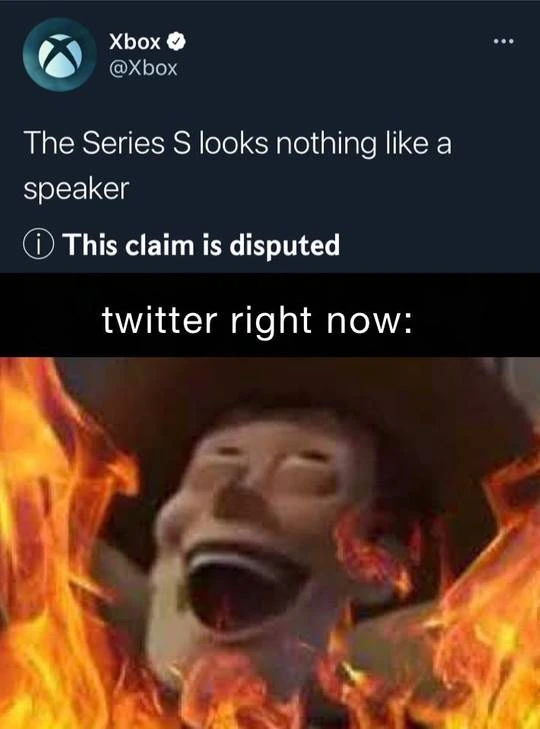 Xbox
@Xbox
The Series S looks nothing like a
speaker
This claim is disputed
twitter right now: